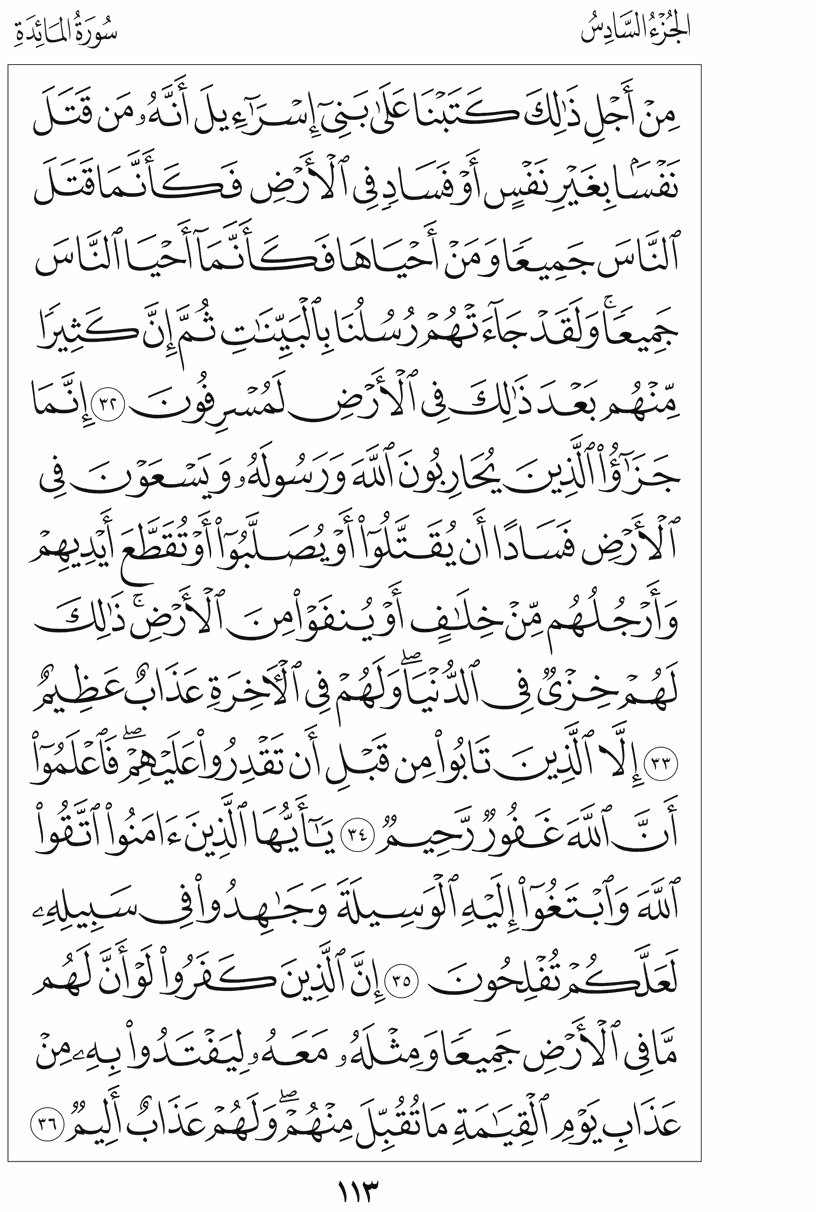 الجُزْءُ السَّادِسُ
سُورَةُ المَائِدَةِ
مِنْ أَجْلِ ذَٰلِكَ كَتَبْنَا عَلَىٰ بَنِىٓ إِسْرَٰٓءِيلَ أَنَّهُۥ مَن قَتَلَ
نَفْسَۢا بِغَيْرِ نَفْسٍ أَوْ فَسَادٍ فِى ٱلْأَرْضِ فَكَأَنَّمَا قَتَلَ
ٱلنَّاسَ جَمِيعًا وَمَنْ أَحْيَاهَا فَكَأَنَّمَآ أَحْيَا ٱلنَّاسَ
جَمِيعًا ۚ وَلَقَدْ جَآءَتْهُمْ رُسُلُنَا بِٱلْبَيِّنَٰتِ ثُمَّ إِنَّ كَثِيرًا
مِّنْهُم بَعْدَ ذَٰلِكَ فِى ٱلْأَرْضِ لَمُسْرِفُونَ ٣٢ إِنَّمَا
جَزَٰٓؤُا۟ ٱلَّذِينَ يُحَارِبُونَ ٱللَّهَ وَرَسُولَهُۥ وَيَسْعَوْنَ فِى
ٱلْأَرْضِ فَسَادًا أَن يُقَتَّلُوٓا۟ أَوْ يُصَلَّبُوٓا۟ أَوْ تُقَطَّعَ أَيْدِيهِمْ
وَأَرْجُلُهُم مِّنْ خِلَٰفٍ أَوْ يُنفَوْا۟ مِنَ ٱلْأَرْضِ ۚ ذَٰلِكَ
لَهُمْ خِزْىٌ فِى ٱلدُّنْيَا ۖ وَلَهُمْ فِى ٱلْـَٔاخِرَةِ عَذَابٌ عَظِيمٌ
٣٣ إِلَّا ٱلَّذِينَ تَابُوا۟ مِن قَبْلِ أَن تَقْدِرُوا۟ عَلَيْهِمْ ۖ فَٱعْلَمُوٓا۟
أَنَّ ٱللَّهَ غَفُورٌ رَّحِيمٌ ٣٤ يَٰٓأَيُّهَا ٱلَّذِينَ ءَامَنُوا۟ ٱتَّقُوا۟
ٱللَّهَ وَٱبْتَغُوٓا۟ إِلَيْهِ ٱلْوَسِيلَةَ وَجَٰهِدُوا۟ فِى سَبِيلِهِۦ
لَعَلَّكُمْ تُفْلِحُونَ ٣٥ إِنَّ ٱلَّذِينَ كَفَرُوا۟ لَوْ أَنَّ لَهُم
مَّا فِى ٱلْأَرْضِ جَمِيعًا وَمِثْلَهُۥ مَعَهُۥ لِيَفْتَدُوا۟ بِهِۦ مِنْ
عَذَابِ يَوْمِ ٱلْقِيَٰمَةِ مَا تُقُبِّلَ مِنْهُمْ ۖ وَلَهُمْ عَذَابٌ أَلِيمٌ ٣٦
١١٣